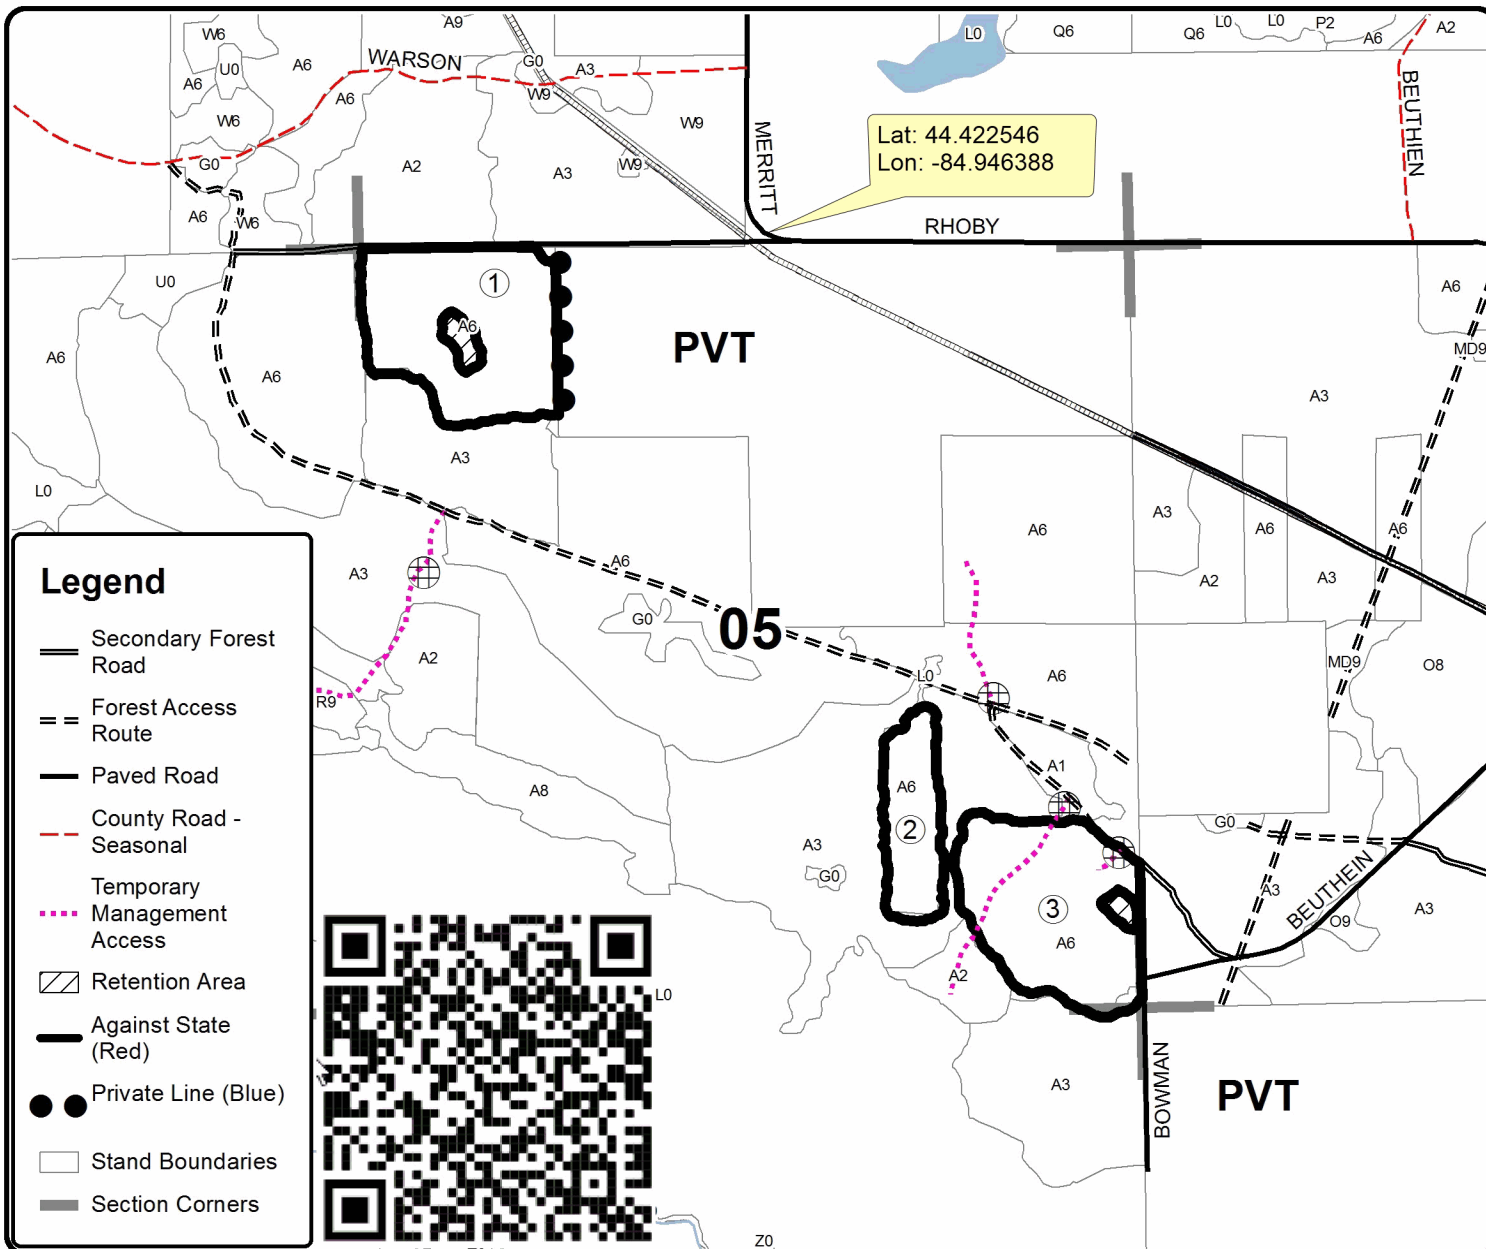 A9
W6
L0
Q6
Q6
L0
L0
P2
A6
A2
WARSON
G0
A3
U0
A6
A6
A6
W9
BEUTHIEN
W6
W9
MERRITT
Lat: 44.422546
Lon: -84.946388
G0
A2
A3
W9
A6
W6
RHOBY
U0
1
A6
A6
PVT
MD9
A6
A6
A3
A3
L0
A3
A6
A6
A6
A6
A3
A2
A3
05
G0
A2
L0
A6
MD9
O8
R9
A1
A8
A6
2
G0
A3
G0
3
A6
A3
BEUTHEIN
O9
A3
A2
L0
A3
BOWMAN
PVT
Z0
Legend
Secondary Forest
Road
Forest Access
Route
Paved Road
County Road -
Seasonal
Temporary
Management
Access
Retention Area
Against State
(Red)
Private Line (Blue)
Stand Boundaries
Section Corners